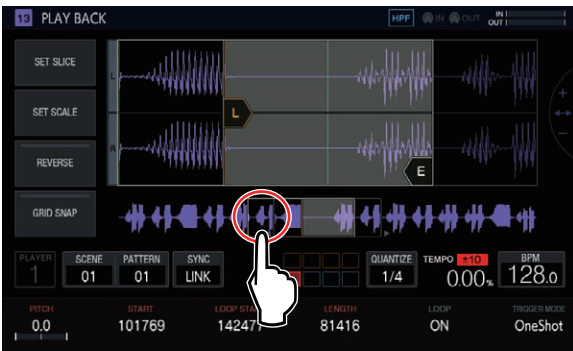 13 PLAY BACK
HPF IN OUT IN
OUT
SET SLICE
L
SET SCALE
L
REVERSE
R
E
GRID SNAP
PLAYER
1
SCENE
01
PATTERN
01
SYNC
LINK
QUANTIZE
1/4
TEMPO ±10
0.00%
BPM
128.0
PITCH
0.0
START
101769
LOOP STA
142477
LENGTH
81416
LOOP
ON
TRIGGER MODE
OneShot